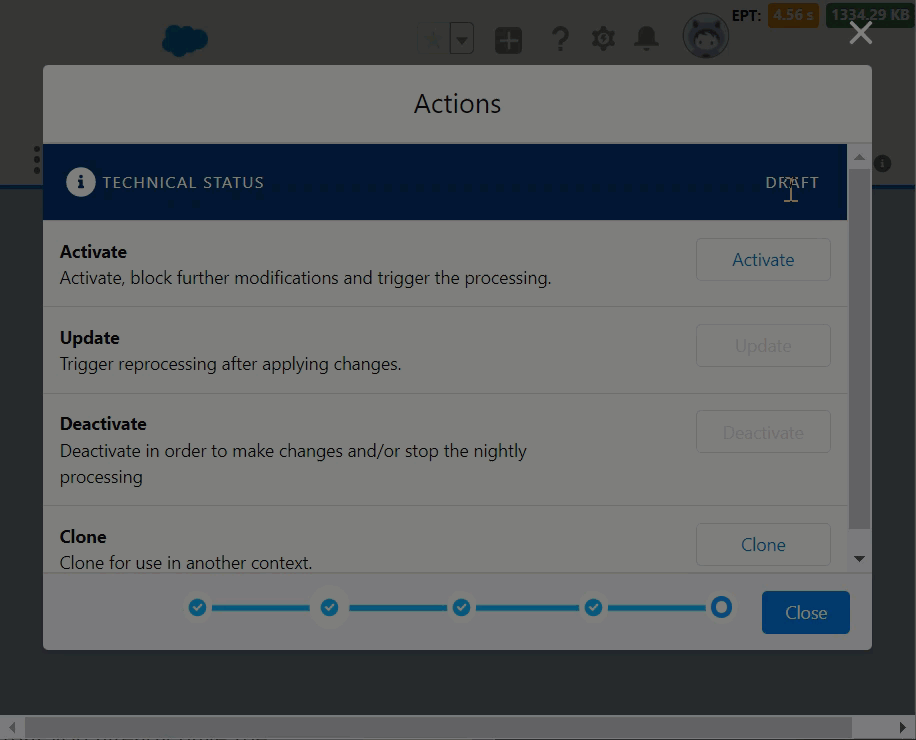 EPT: 4.56 s 1334.29 KB
Actions
TECHNICAL STATUS DRAFT
Activate
Activate, block further modifications and trigger the processing.
Activate
Update
Trigger reprocessing after applying changes.
Update
Deactivate
Deactivate in order to make changes and/or stop the nightly
processing
Deactivate
Clone
Clone for use in another context.
Clone
Close